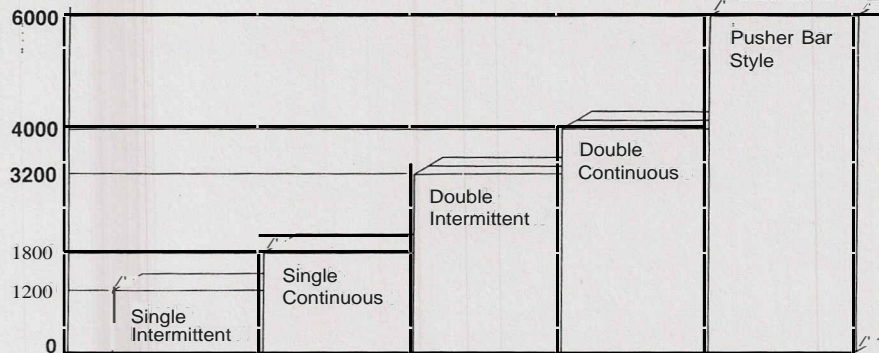 6000
Pusher Bar
Style
4000
Double
Continuous
3200
Double
Intermittent
1800
Single
Continuous
1200
Single
Intermittent
0